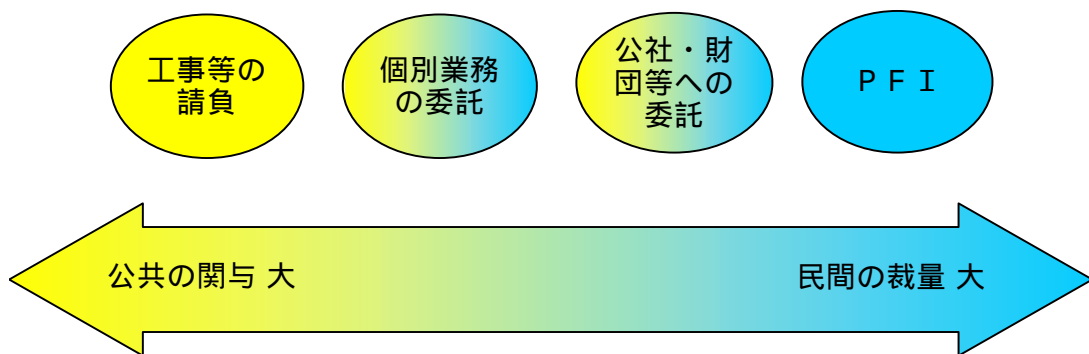 工事等の
請負
個別業務
の委託
公社・財
団等への
委託
ＰＦＩ
公共の関与 大
民間の裁量 大